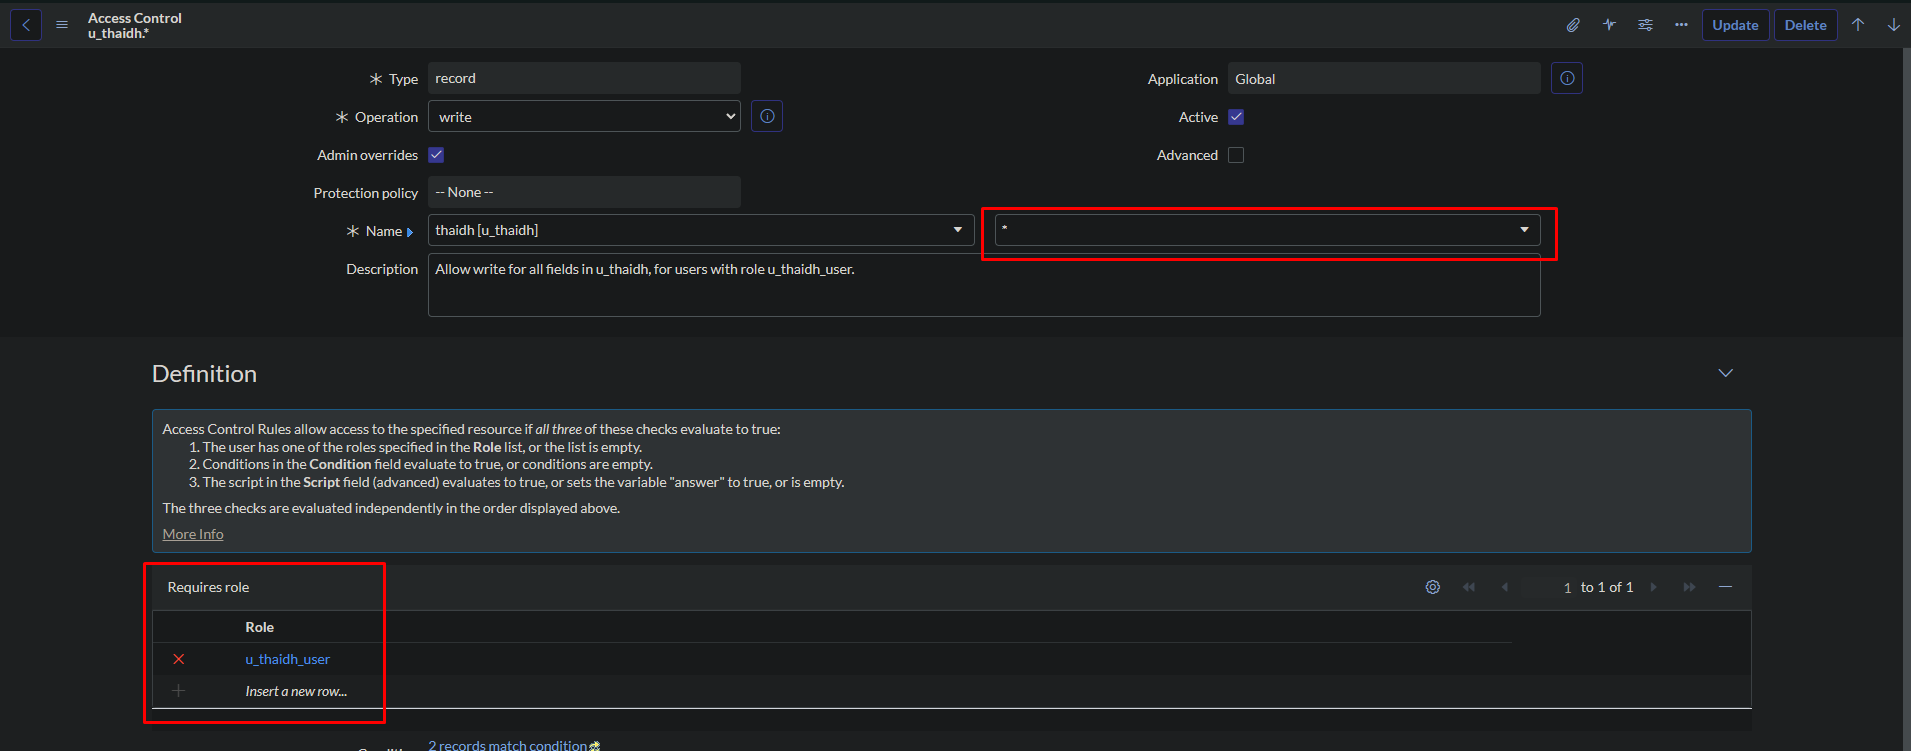 Access Control
u_thaidh.*
Update
Delete
Type
record
Application
Global
Operation
write
Active
Admin overrides
Advanced
Protection policy
-- None --
Name
thaidh [u_thaidh]
*
Description
Allow write for all fields in u_thaidh, for users with role u_thaidh_user.
Definition
Access Control Rules allow access to the specified resource if all three of these checks evaluate to true:
1. The user has one of the roles specified in the Role list, or the list is empty.
2. Conditions in the Condition field evaluate to true, or conditions are empty.
3. The script in the Script field (advanced) evaluates to true, or sets the variable "answer" to true, or is empty.
The three checks are evaluated independently in the order displayed above.
More Info
Requires role
1 to 1 of 1
Role
u_thaidh_user
Insert a new row...
2 records match condition